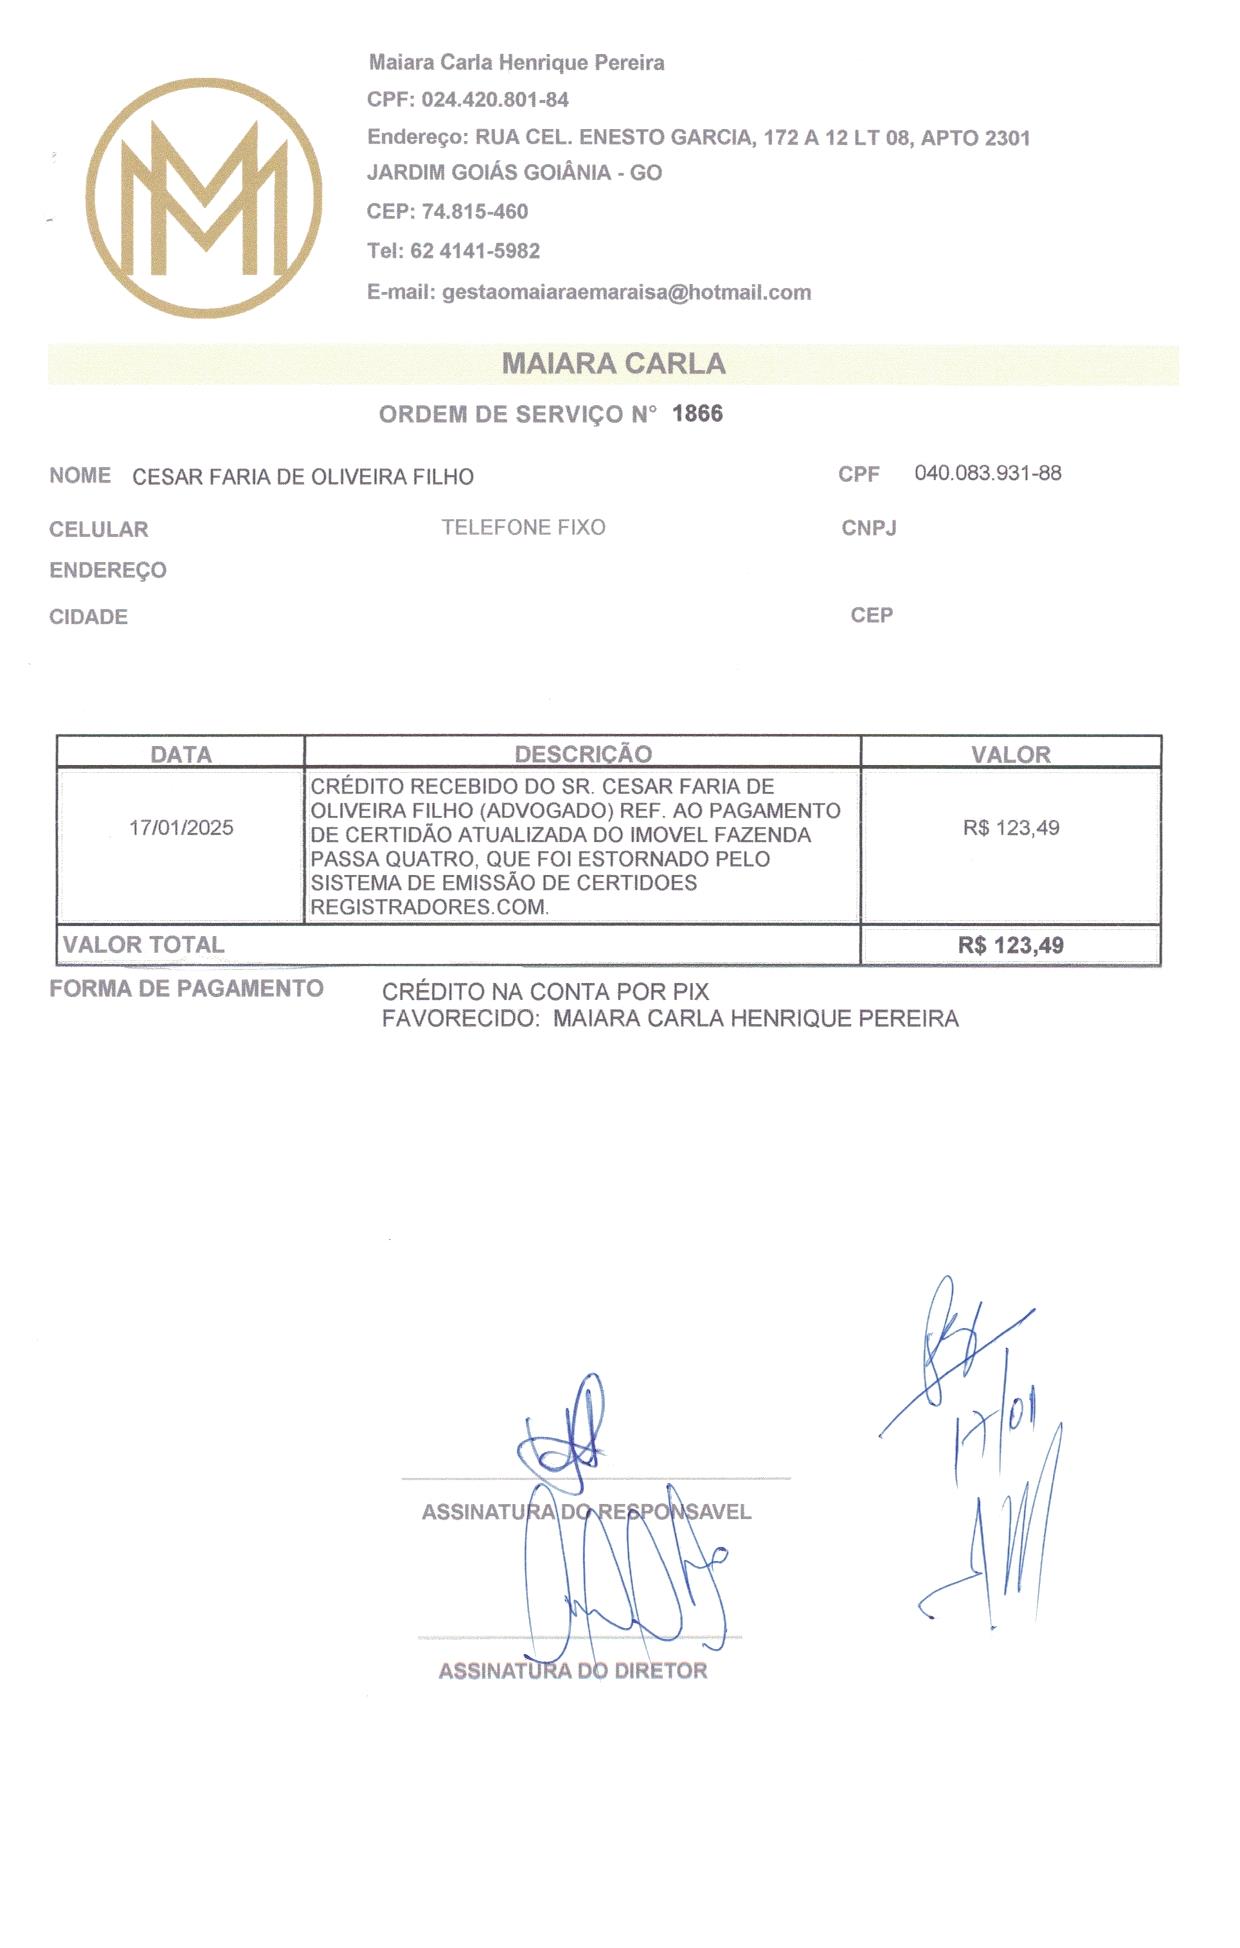 Maiara Carla Henrique Pereira
CPF: 024.420.801-84
Endereço: RUA CEL. ENESTO GARCIA, 172 A 12 LT 08, APTO 2301
JARDIM GOIÁS GOIÂNIA - GO
CEP: 74.815-460
Tel: 62 4141-5982
E-mail: gestaomaiaraemaraisa@hotmail.com
MAIARA CARLA
ORDEM DE SERVIÇO N° 1866
NOME CESAR FARIA DE OLIVEIRA FILHO CPF 040.083.931-88
CELULAR TELEFONE FIXO CNPJ
ENDEREÇO
CIDADE CEP
DATA DESCRIÇÃO VALOR
CRÉDITO RECEBIDO DO SR. CESAR FARIA DE
OLIVEIRA FILHO (ADVOGADO) REF. AO PAGAMENTO
17/01/2025 DE CERTIDÃO ATUALIZADA DO IMOVEL FAZENDA R$ 123,49
PASSA QUATRO, QUE FOI ESTORNADO PELO
SISTEMA DE EMISSÃO DE CERTIDOES
REGISTRADORES.COM.
VALOR TOTAL R$ 123,49
FORMA DE PAGAMENTO CRÉDITO NA CONTA POR PIX
FAVORECIDO: MAIARA CARLA HENRIQUE PEREIRA
17/01
ASSINATURA DO RESPONSAVEL
ASSINATURA DO DIRETOR